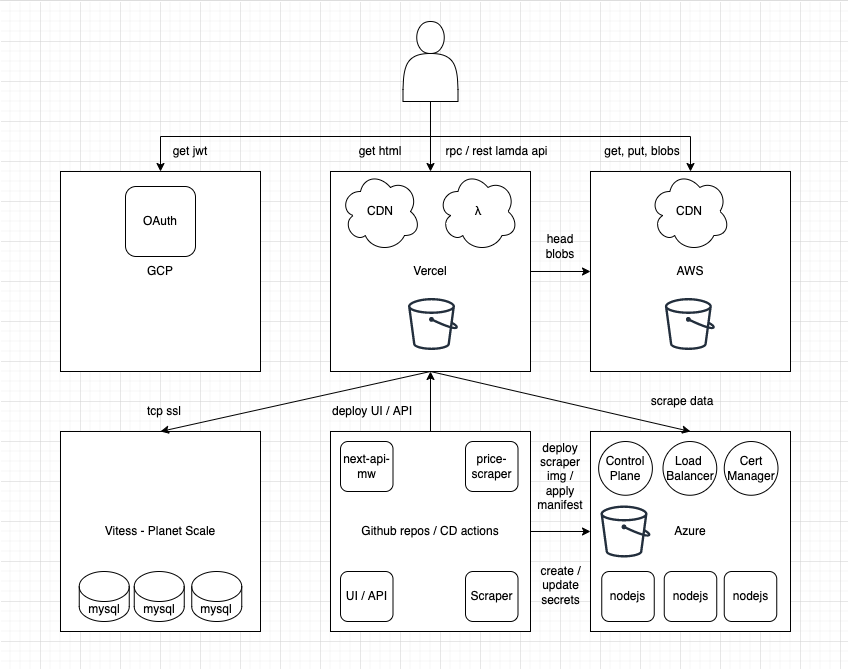 get jwt
get html
rpc / rest lamda api
get, put, blobs
OAuth
GCP
CDN
λ
Vercel
head
blobs
CDN
AWS
tcp ssl
deploy UI / API
scrape data
Vitess - Planet Scale
mysql
mysql
mysql
next-api-
mw
price-
scraper
Github repos / CD actions
UI / API
Scraper
deploy
scraper
img /
apply
manifest
create /
update
secrets
Control
Plane
Load
Balancer
Cert
Manager
Azure
nodejs
nodejs
nodejs